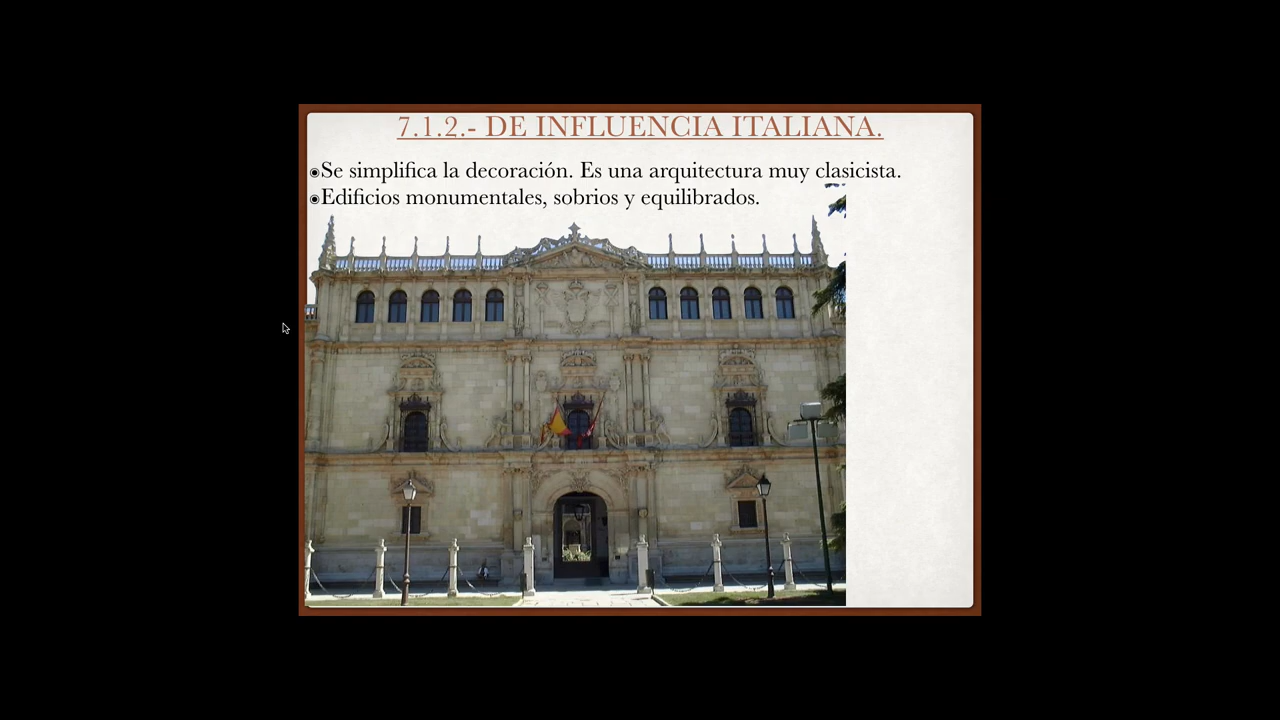 7.1.2.- DE INFLUENCIA ITALIANA.
◉Se simplifica la decoración. Es una arquitectura muy clasicista.
◉Edificios monumentales, sobrios y equilibrados.